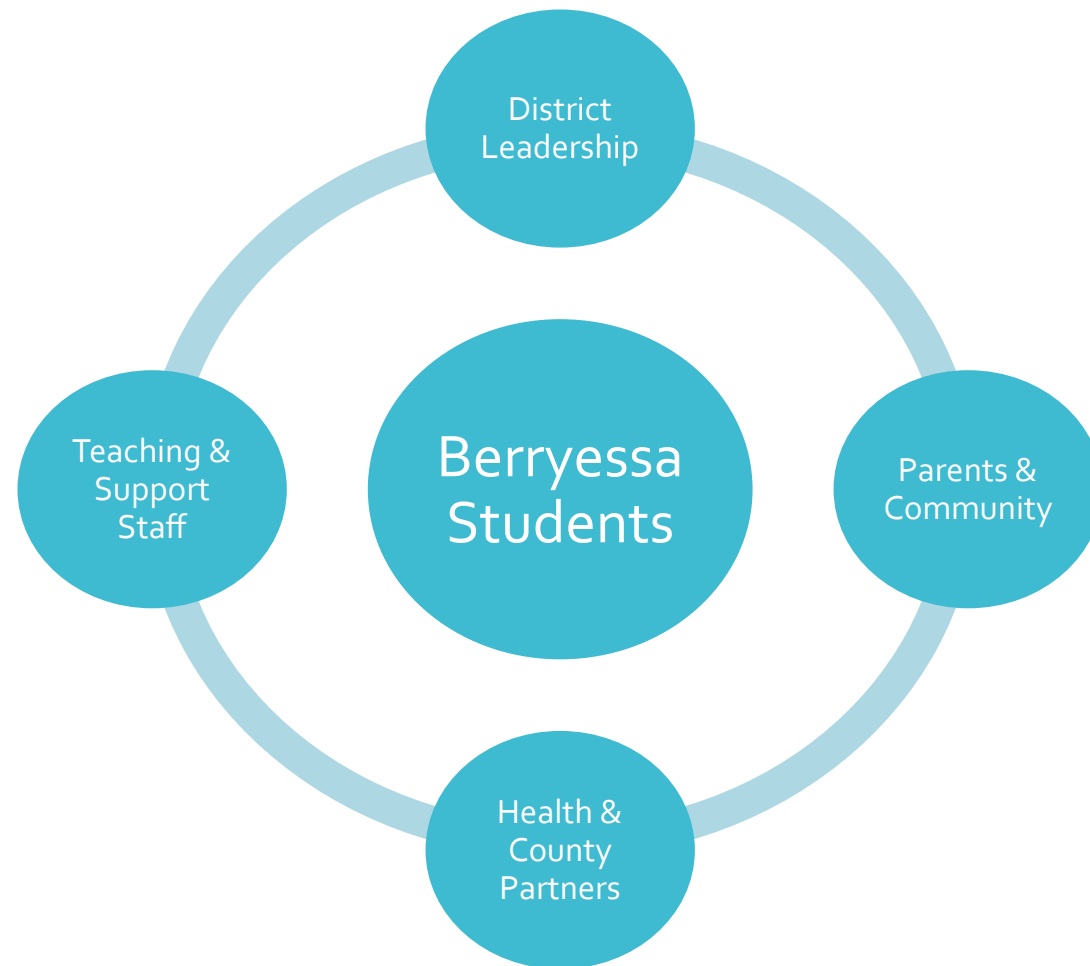 District
Leadership
Teaching &
Support
Staff
Berryessa
Students
Parents &
Community
Health &
County
Partners